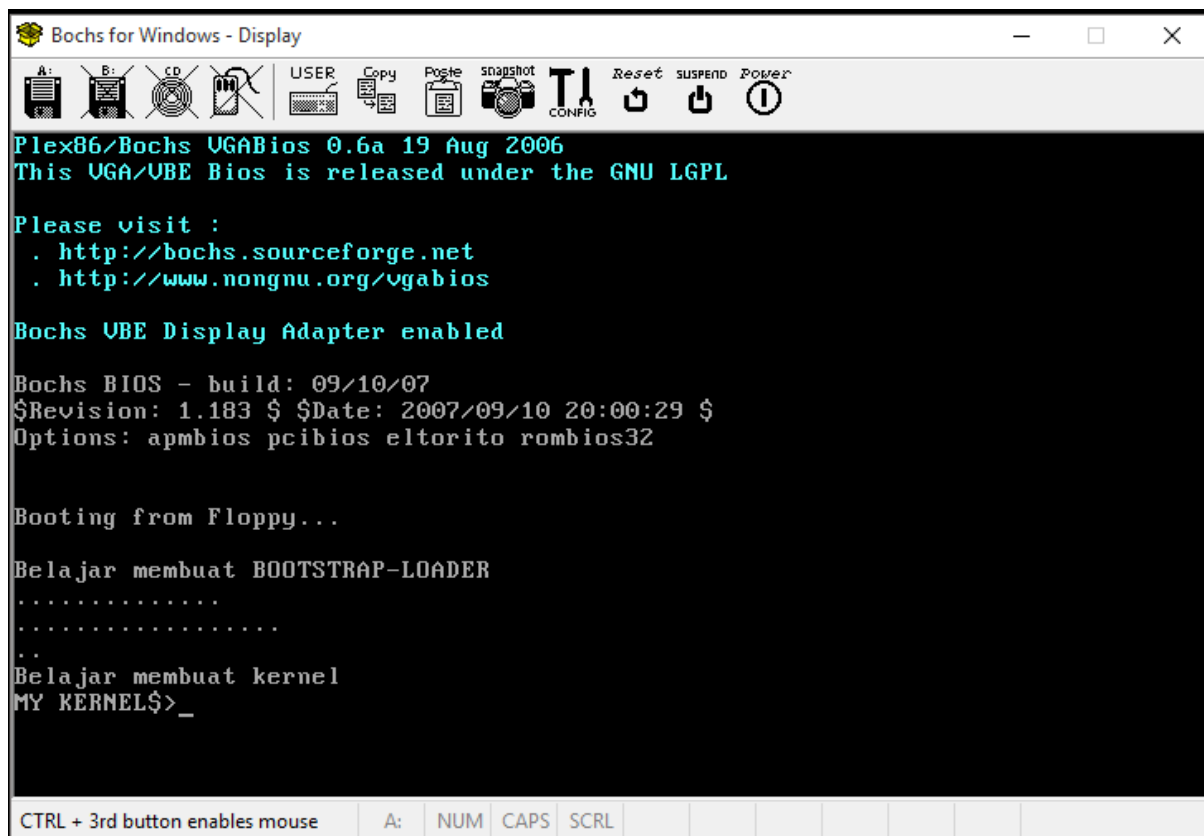 Bochs for Windows - Display
A: B: CD USER Copy Poste snapshot CONFIG Reset SUSPEND Power
Plex86/Bochs VGABios 0.6a 19 Aug 2006
This VGA/VBE Bios is released under the GNU LGPL
Please visit :
. http://bochs.sourceforge.net
. http://www.nongnu.org/vgabios
Bochs VBE Display Adapter enabled
Bochs BIOS - build: 09/10/07
$Revision: 1.183 $ $Date: 2007/09/10 20:00:29 $
Options: apmbios pcibios eltorito rombios32
Booting from Floppy...
Belajar membuat BOOTSTRAP-LOADER
..............
..................
..
Belajar membuat kernel
MY KERNEL$>_
CTRL + 3rd button enables mouse A: NUM CAPS SCRL